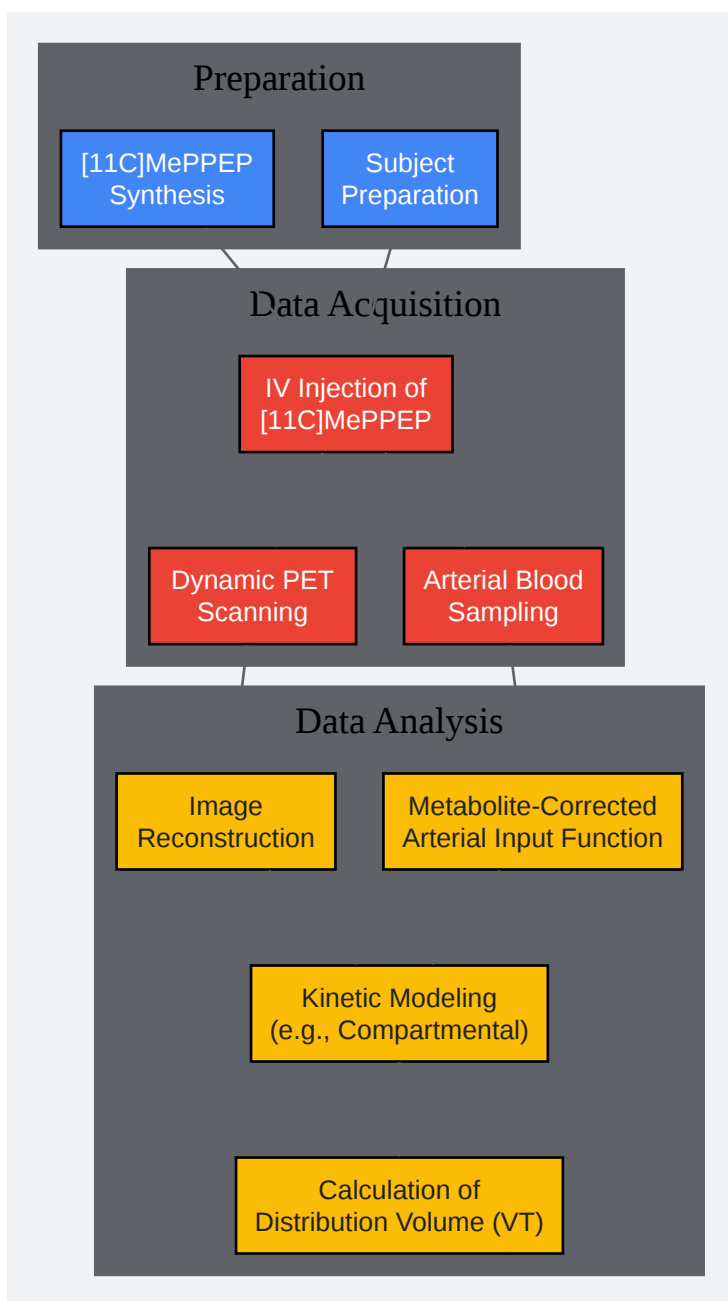 Preparation
[11C]MePPEP
Synthesis
Subject
Preparation
Data Acquisition
IV Injection of
[11C]MePPEP
Dynamic PET
Scanning
Arterial Blood
Sampling
Data Analysis
Image
Reconstruction
Metabolite-Corrected
Arterial Input Function
Kinetic Modeling
(e.g., Compartmental)
Calculation of
Distribution Volume (VT)